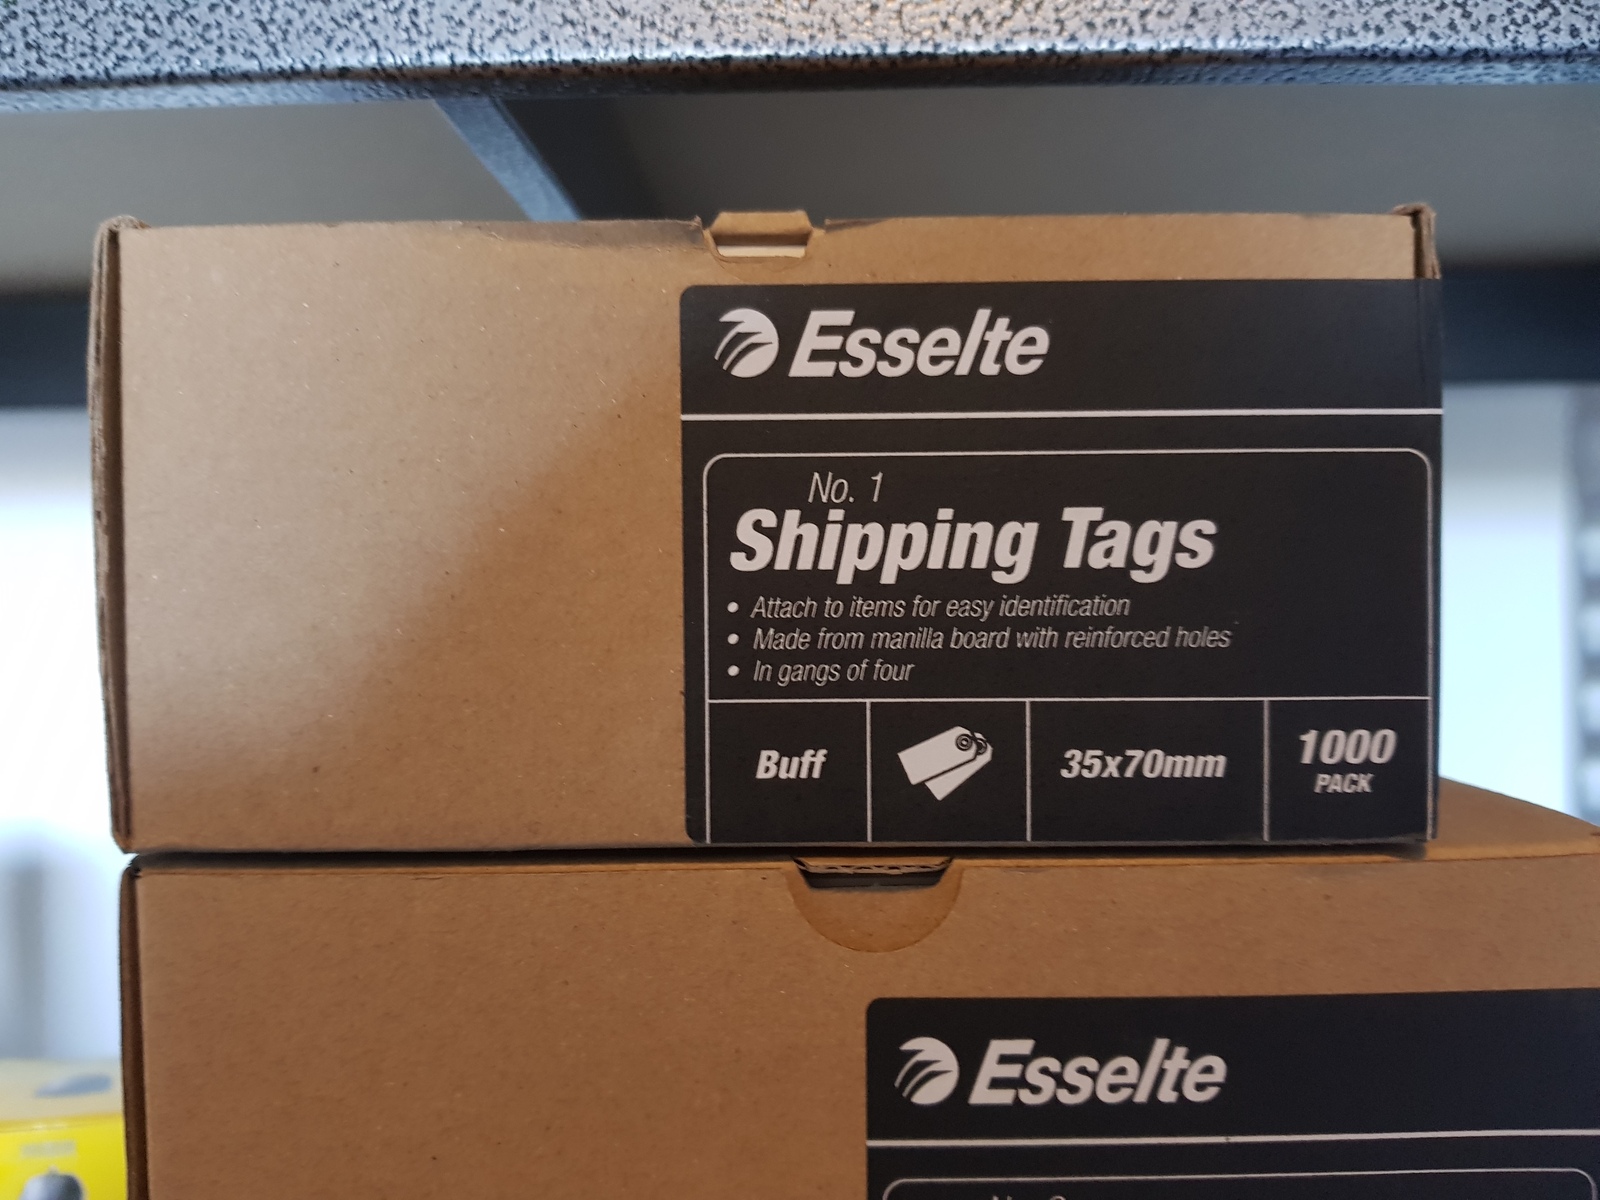 Esselte
No. 1
Shipping Tags
• Attach to items for easy identification
• Made from manilla board with reinforced holes
• In gangs of four
Buff
35x70mm
1000
PACK
Esselte